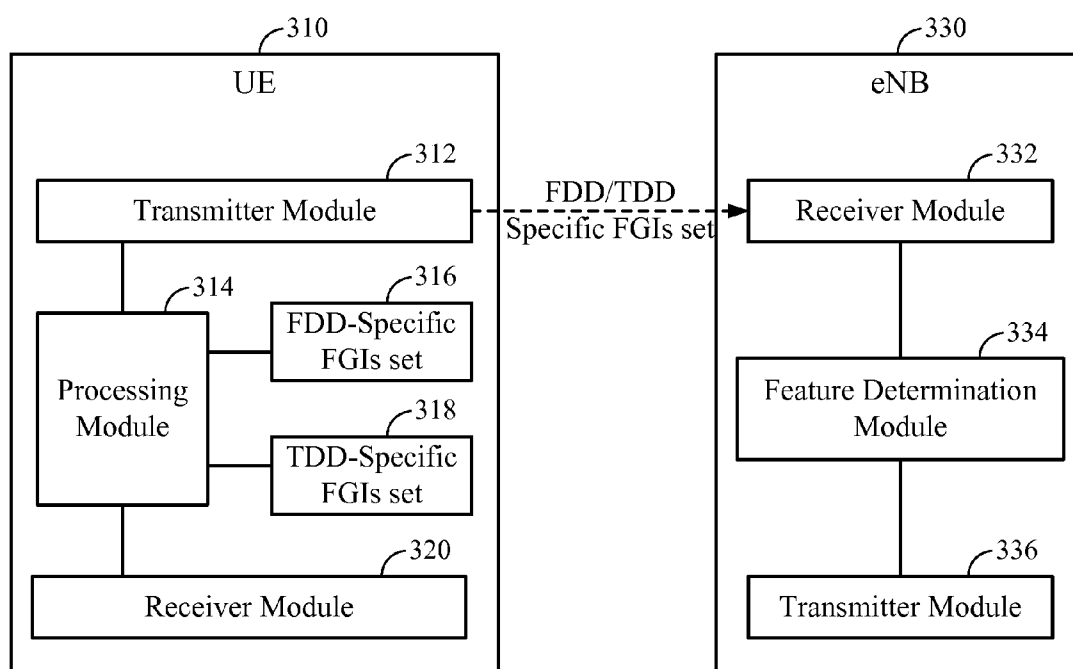 310
UE
312
Transmitter Module
314
Processing
Module
316
FDD-Specific
FGIs set
318
TDD-Specific
FGIs set
320
Receiver Module
FDD/TDD
Specific FGIs set
330
eNB
332
Receiver Module
334
Feature Determination
Module
336
Transmitter Module